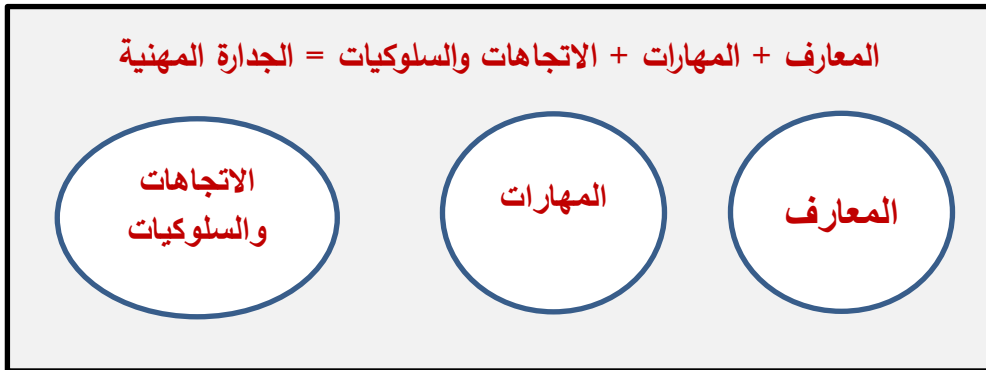 المعارف + المهارات + الاتجاهات والسلوكيات = الجدارة المهنية
المعارف
المهارات
الاتجاهات
والسلوكيات